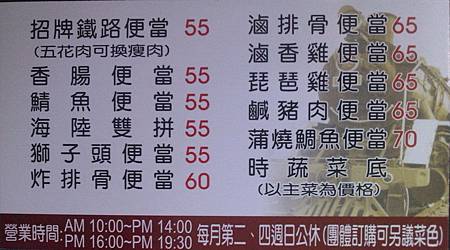 招牌鐵路便當 55
(五花肉可換瘦肉)
香腸便當 55
鯖魚便當 55
海陸雙拼 55
獅子頭便當 55
炸排骨便當 60
滷排骨便當 65
滷香雞便當 65
琵琶雞便當 65
鹹豬肉便當 65
蒲燒鯛魚便當 70
時蔬菜底
(以主菜為價格)
營業時間: AM 10:00~PM 14:00
PM 16:00~PM 19:30
每月第二、四週日公休(團體訂購可另議菜色)